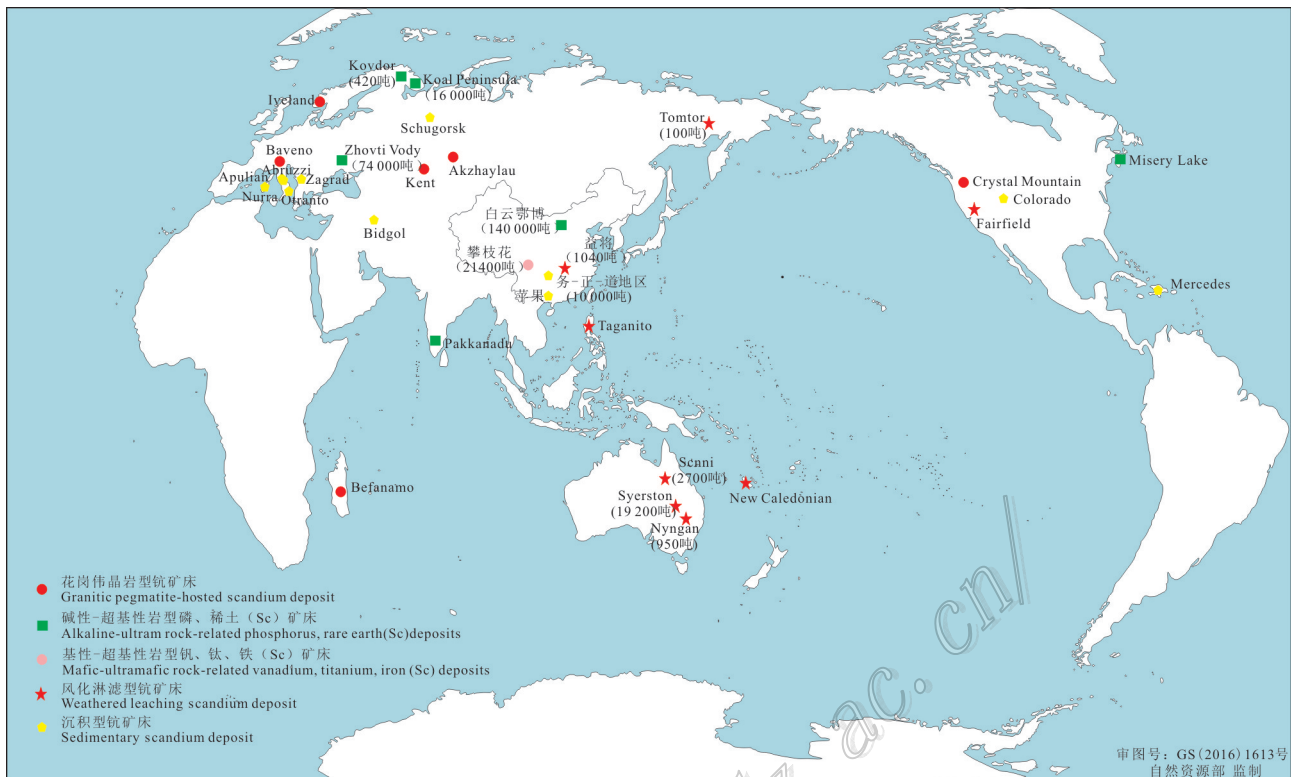 Kovdor
(420吨)
Koal Peninsula
(16 000吨)
Iveland
Schugorsk
Tomtor
(100吨)
Baveno
Zhovti Vody
(74 000吨)
Misery Lake
Abruzzi
Akzhaylau
Apulian
Zagrad
Kent
Crystal Mountain
Nurra
Otranto
Colorado
白云鄂博
(140 000吨)
Fairfield
Bidgol
益将
(1040吨)
攀枝花
(21400吨)
务-正-道地区
(10 000吨)
苹果
Mercedes
Taganito
Pakkanadu
Scnni
(2700吨)
Befanamo
Syerston
(19 200吨)
New Caledonian
Nyngan
(950吨)
花岗伟晶岩型钪矿床
Granitic pegmatite-hosted scandium deposit
碱性-超基性岩型磷、稀土（Sc）矿床
Alkaline-ultram rock-related phosphorus, rare earth(Sc)deposits
基性-超基性岩型钒、钛、铁（Sc）矿床
Mafic-ultramafic rock-related vanadium, titanium, iron (Sc) deposits
风化淋滤型钪矿床
Weathered leaching scandium deposit
沉积型钪矿床
Sedimentary scandium deposit
ac. cn/
审图号：GS(2016)1613号
自然资源部 监制